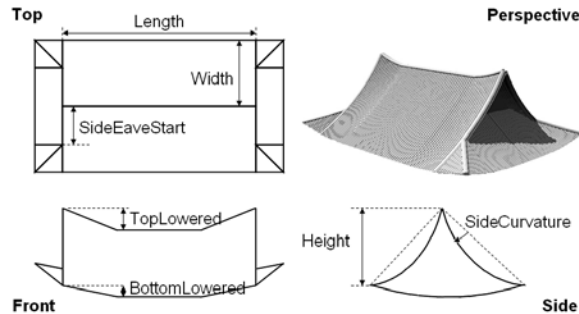 Top
Perspective
Length
Width
SideEaveStart
TopLowered
BottomLowered
Height
SideCurvature
Front
Side